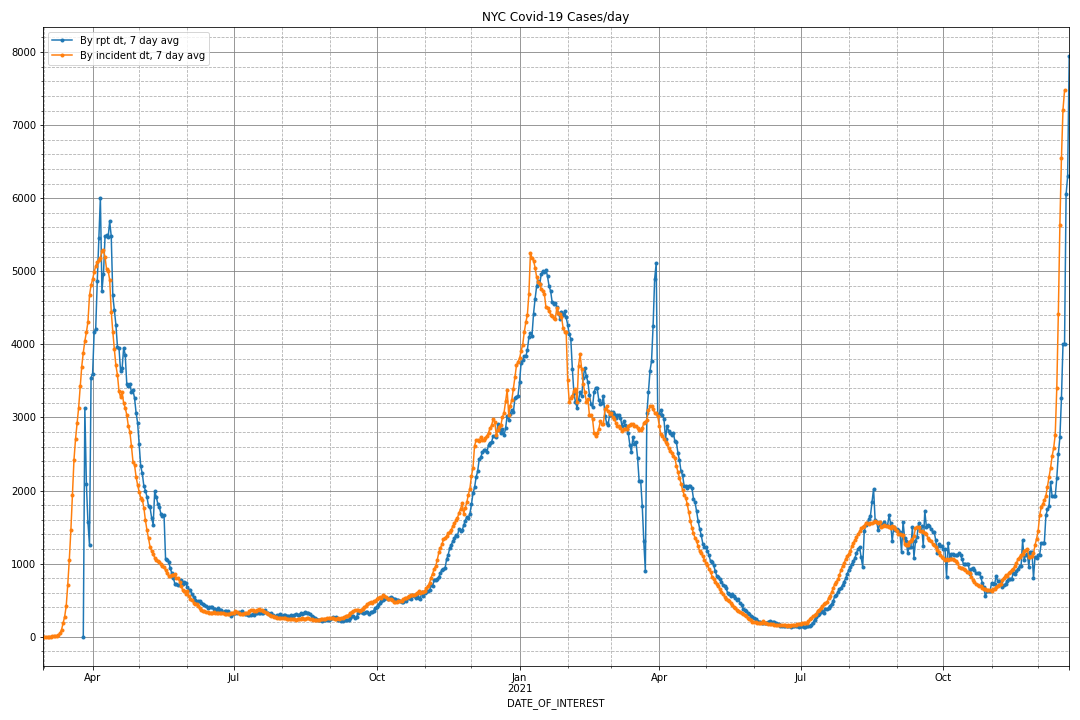 NYC Covid-19 Cases/day
By rpt dt, 7 day avg
By incident dt, 7 day avg
8000
7000
6000
5000
4000
3000
2000
1000
0
Apr Jul Oct Jan Apr Jul Oct
2021
DATE_OF_INTEREST